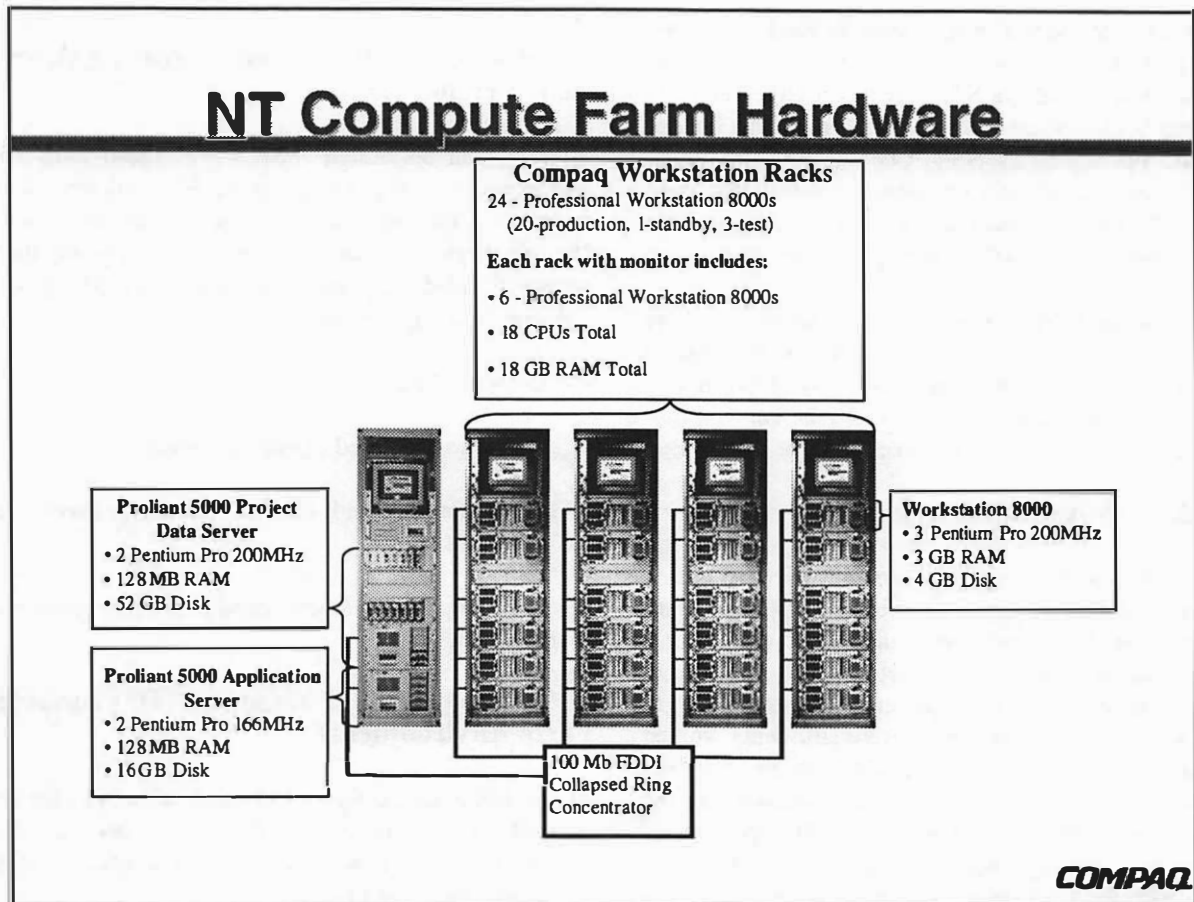 NT Compute Farm Hardware
Compaq Workstation Racks
24 - Professional Workstation 8000s
(20-production, 1-standby, 3-test)
Each rack with monitor includes:
• 6 - Professional Workstation 8000s
• 18 CPUs Total
• 18 GB RAM Total
Proliant 5000 Project
Data Server
• 2 Pentium Pro 200MHz
• 128MB RAM
• 52 GB Disk
Proliant 5000 Application
Server
• 2 Pentium Pro 166MHz
• 128MB RAM
• 16GB Disk
Workstation 8000
• 3 Pentium Pro 200MHz
• 3 GB RAM
• 4 GB Disk
100 Mb FDDI
Collapsed Ring
Concentrator
COMPAQ